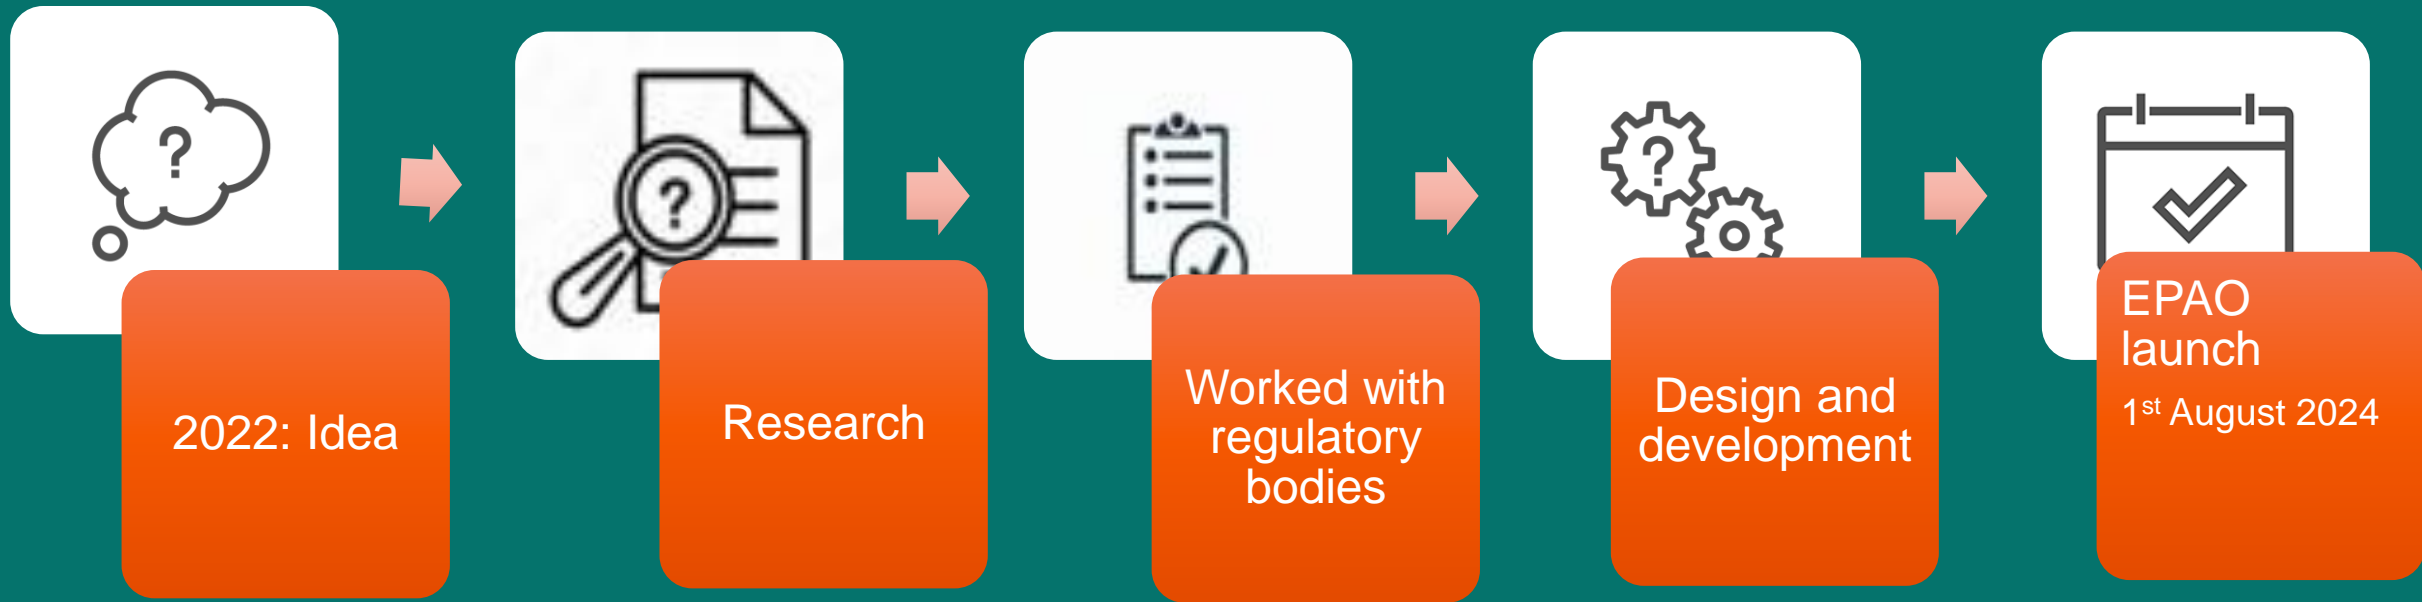 ?
2022: Idea
?
Research
Worked with
regulatory
bodies
?
Design and
development
EPAO
launch
1st August 2024